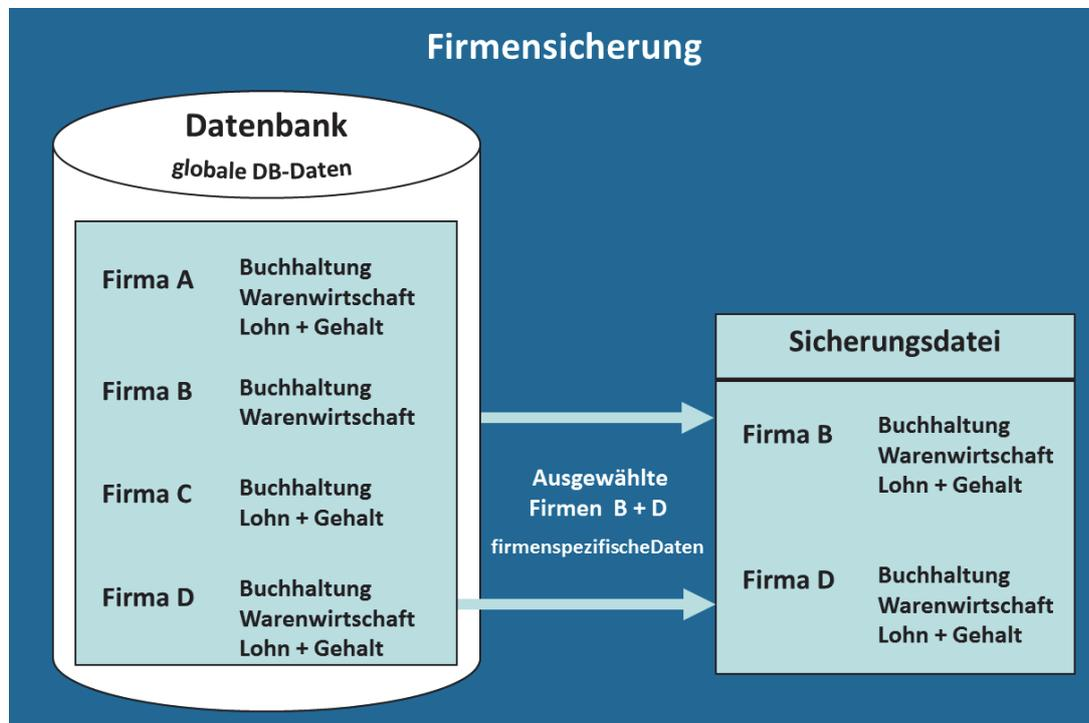 Firmensicherung
Datenbank
globale DB-Daten
Firma A
Buchhaltung
Warenwirtschaft
Lohn + Gehalt
Firma B
Buchhaltung
Warenwirtschaft
Firma C
Buchhaltung
Lohn + Gehalt
Firma D
Buchhaltung
Warenwirtschaft
Lohn + Gehalt
Ausgewählte
Firmen B + D
firmenspezifischeDaten
Sicherungsdatei
Firma B
Buchhaltung
Warenwirtschaft
Lohn + Gehalt
Firma D
Buchhaltung
Warenwirtschaft
Lohn + Gehalt